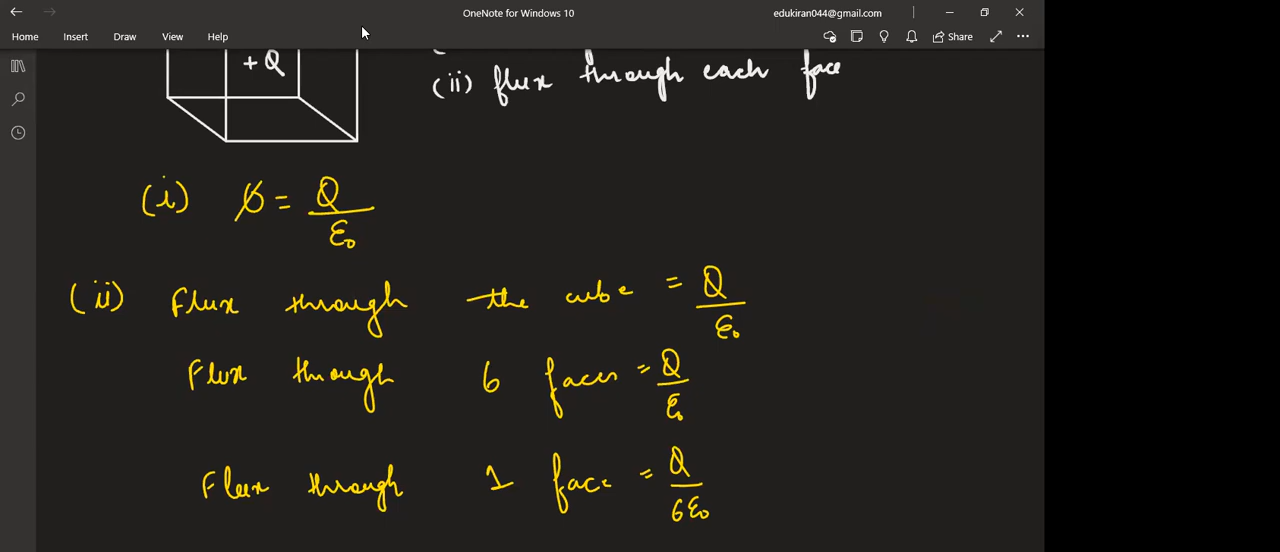 OneNote for Windows 10
edukiran044@gmail.com
Home Insert Draw View Help
Share
+ Q
(ii) flux through each face
(i) ϕ = Q/ε₀
(ii) Flux through the cube = Q/ε₀
Flux through 6 faces = Q/ε₀
Flux through 1 face = Q/6ε₀